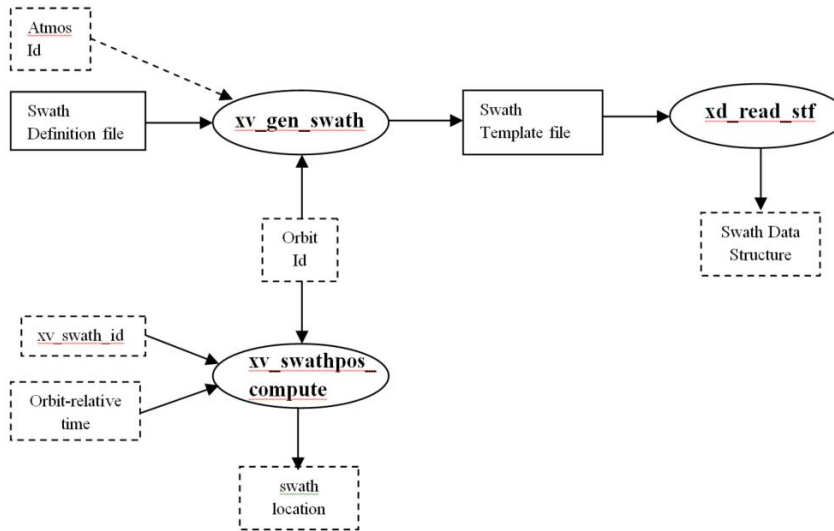 Atmos
Id
Swath
Definition file
xv_gen_swath
Swath
Template file
xd_read_stf
Orbit
Id
Swath Data
Structure
xv_swath_id
xv_swathpos_
compute
Orbit-relative
time
swath
location